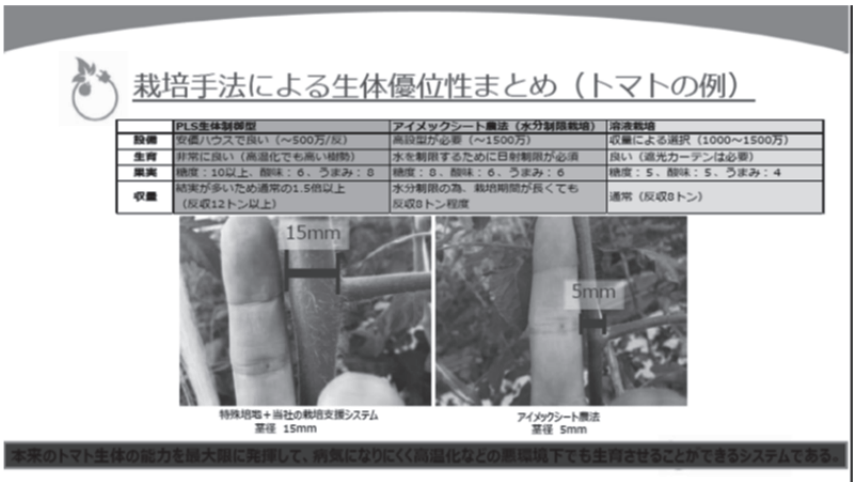 栽培手法による生体優位性まとめ（トマトの例）
PLS生体制御型 アイメックシート農法（水分制限栽培） 溶液栽培
設備 安価ハウスで良い（～500万/反） 高設型が必要（～1500万） 収量による選択（1000～1500万）
生育 非常に良い（高温化でも高い樹勢） 水を制限するために日射制限が必須 良い（遮光カーテンは必要）
果実 糖度：10以上、酸味：6、うまみ：8 糖度：8、酸味：6、うまみ：6 糖度：5、酸味：5、うまみ：4
収量 結実が多いため通常の1.5倍以上 水分制限の為、栽培期間が長くても 通常（反収8トン）
（反収12トン以上） 反収8トン程度
15mm
5mm
特殊培地＋当社の栽培支援システム
茎径 15mm
アイメックシート農法
茎径 5mm
本来のトマト生体の能力を最大限に発揮して、病気になりにくく高温化などの悪環境下でも生育させることができるシステムである。